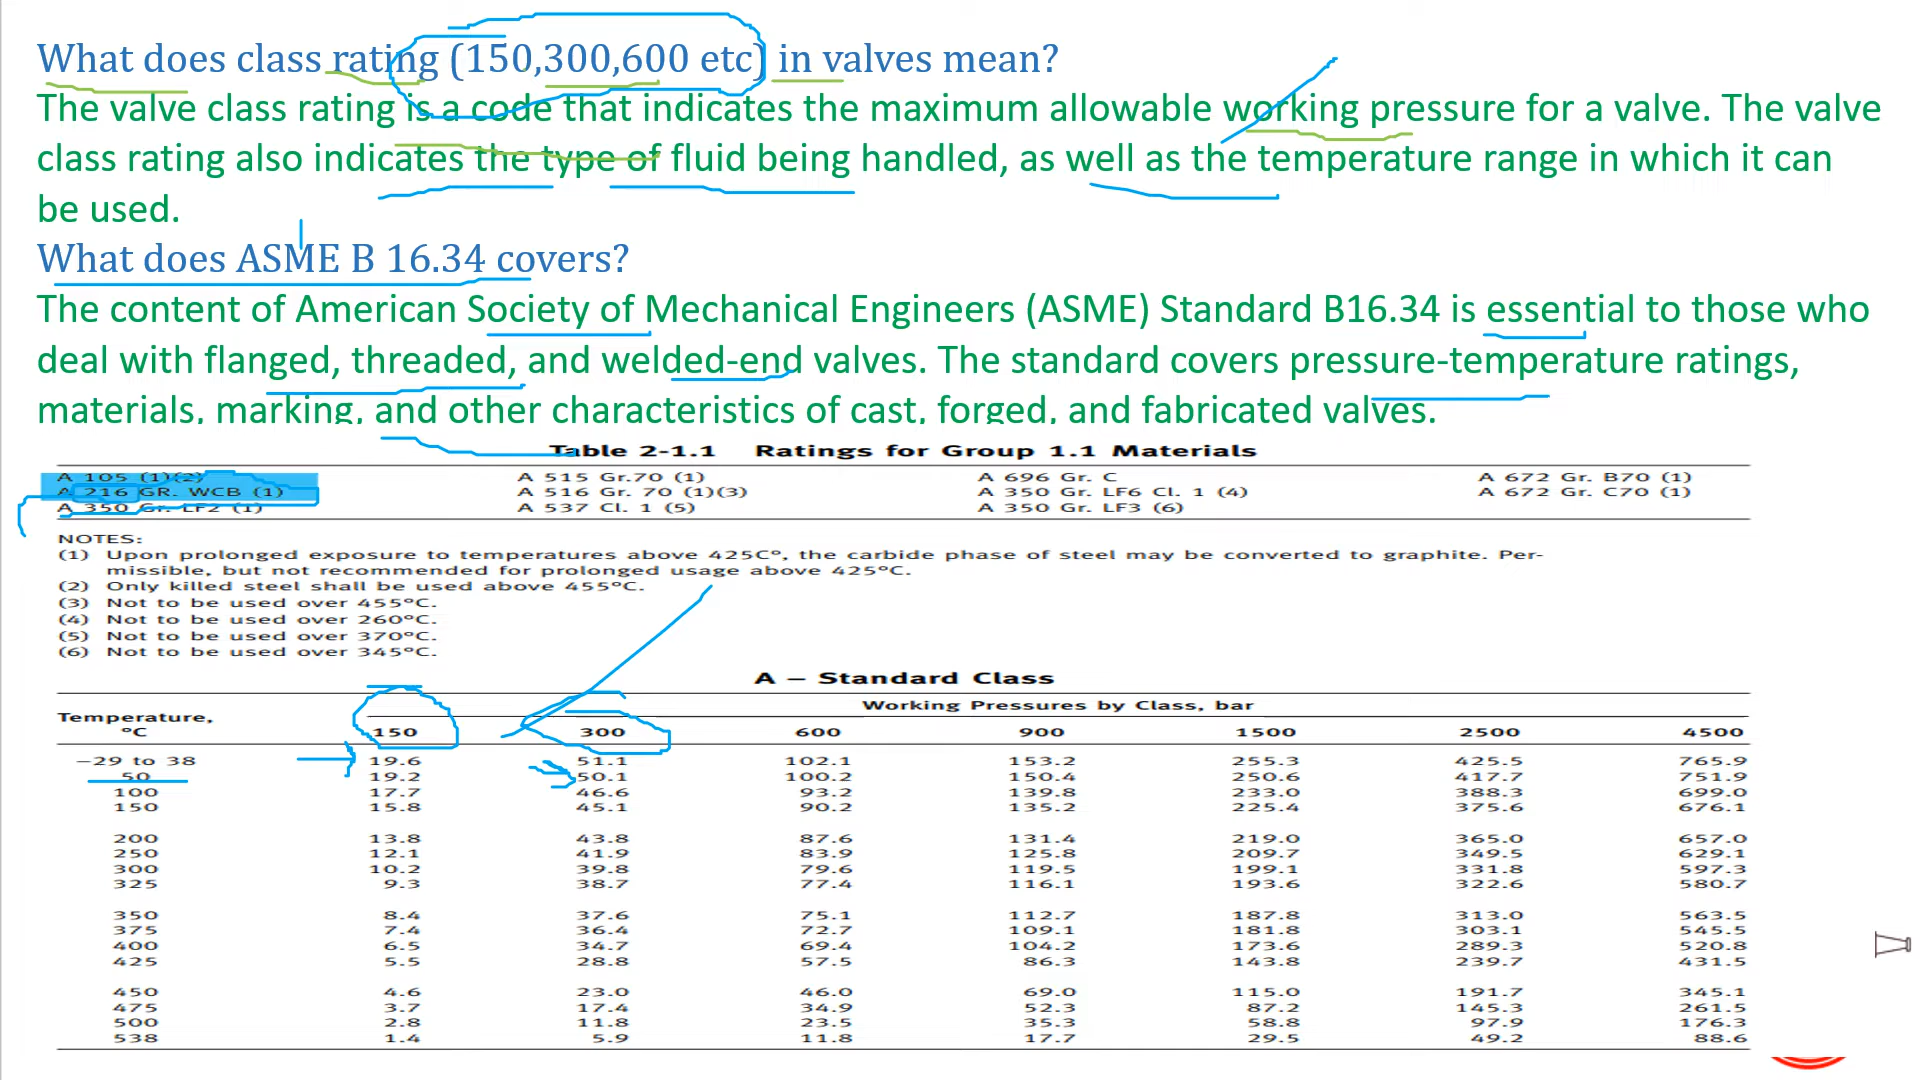 What does class rating (150,300,600 etc) in valves mean?
The valve class rating is a code that indicates the maximum allowable working pressure for a valve. The valve
class rating also indicates the type of fluid being handled, as well as the temperature range in which it can
be used.
What does ASME B 16.34 covers?
The content of American Society of Mechanical Engineers (ASME) Standard B16.34 is essential to those who
deal with flanged, threaded, and welded-end valves. The standard covers pressure-temperature ratings,
materials, marking, and other characteristics of cast, forged, and fabricated valves.
Table 2-1.1 Ratings for Group 1.1 Materials
A 105 (1)(2) A 515 Gr.70 (1) A 696 Gr. C A 672 Gr. B70 (1)
A 216 GR. WCB (1) A 516 Gr. 70 (1)(3) A 350 Gr. LF6 Cl. 1 (4) A 672 Gr. C70 (1)
A 350 Gr. LF2 (1) A 537 Cl. 1 (5) A 350 Gr. LF3 (6)
NOTES:
(1) Upon prolonged exposure to temperatures above 425C°, the carbide phase of steel may be converted to graphite. Per-
missible, but not recommended for prolonged usage above 425°C.
(2) Only killed steel shall be used above 455°C.
(3) Not to be used over 455°C.
(4) Not to be used over 260°C.
(5) Not to be used over 370°C.
(6) Not to be used over 345°C.
A – Standard Class
Temperature, Working Pressures by Class, bar
°C 150 300 600 900 1500 2500 4500
−29 to 38 19.6 51.1 102.1 153.2 255.3 425.5 765.9
50 19.2 50.1 100.2 150.4 250.6 417.7 751.9
100 17.7 46.6 93.2 139.8 233.0 388.3 699.0
150 15.8 45.1 90.2 135.2 225.4 375.6 676.1
200 13.8 43.8 87.6 131.4 219.0 365.0 657.0
250 12.1 41.9 83.9 125.8 209.7 349.5 629.1
300 10.2 39.8 79.6 119.5 199.1 331.8 597.3
325 9.3 38.7 77.4 116.1 193.6 322.6 580.7
350 8.4 37.6 75.1 112.7 187.8 313.0 563.5
375 7.4 36.4 72.7 109.1 181.8 303.1 545.5
400 6.5 34.7 69.4 104.2 173.6 289.3 520.8
425 5.5 28.8 57.5 86.3 143.8 239.7 431.5
450 4.6 23.0 46.0 69.0 115.0 191.7 345.1
475 3.7 17.4 34.9 52.3 87.2 145.3 261.5
500 2.8 11.8 23.5 35.3 58.8 97.9 176.3
538 1.4 5.9 11.8 17.7 29.5 49.2 88.6